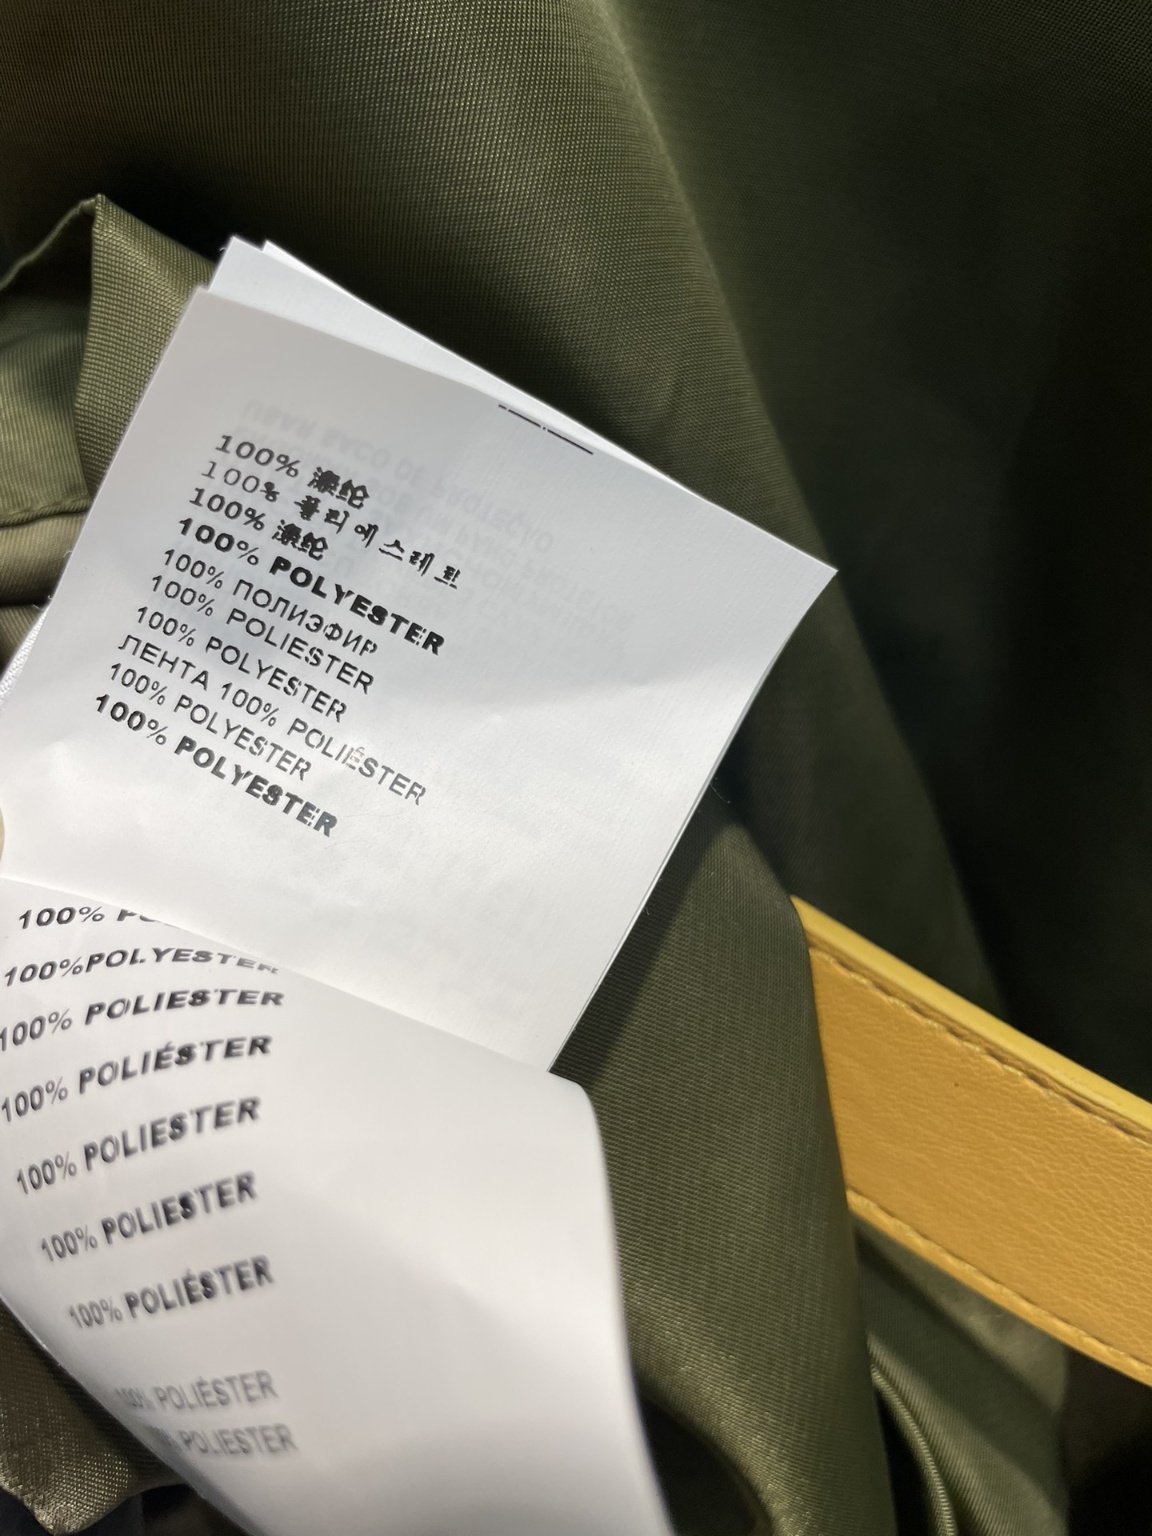 100% 涤纶
100% 폴리에스테르
100% 滌綸
100% POLYESTER
100% ПОЛИЭФИР
100% POLIESTER
100% POLYESTER
ЛЕНТА 100% POLIÉSTER
100% POLYESTER
100% POLYESTER
100%
100%POLYESTER
100% POLIESTER
100% POLIÉSTER
100% POLIESTER
100% POLIESTER
100% POLIÉSTER
100% POLIÉSTER
POLIESTER